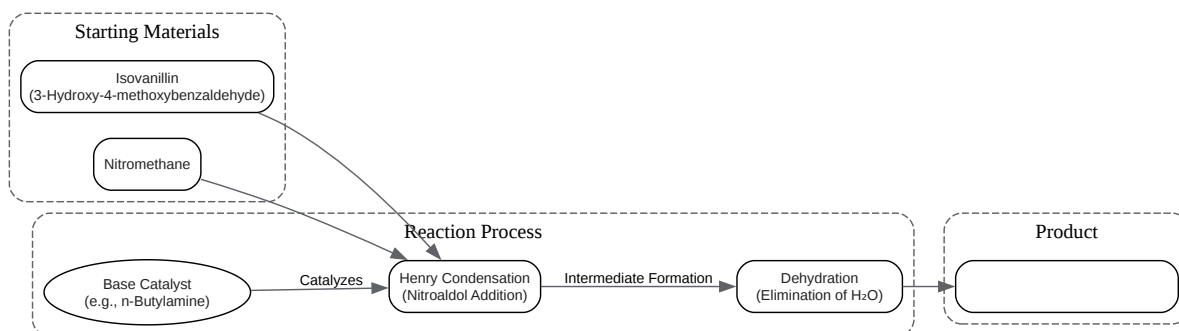 Starting Materials
Isovanillin
(3-Hydroxy-4-methoxybenzaldehyde)
Nitromethane
Reaction Process
Product
Base Catalyst
(e.g., n-Butylamine)
Catalyzes
Henry Condensation
(Nitroaldol Addition)
Intermediate Formation
Dehydration
(Elimination of H₂O)